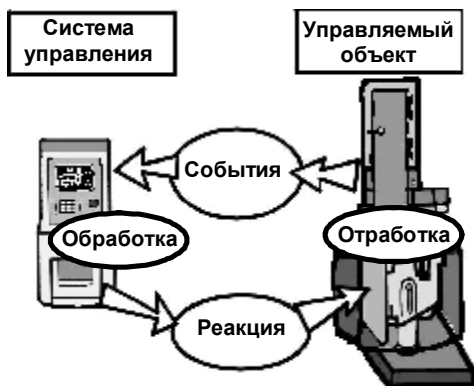 Система
управления
Управляемый
объект
События
Обработка
Отработка
Реакция